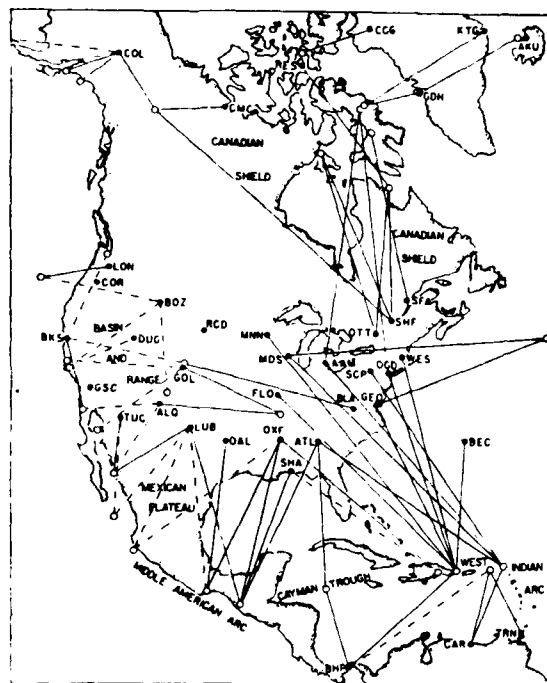 CCG
KTG
AKU
COL
RES
GDH
CMC
CANADIAN
SHIELD
CANADIAN
SHIELD
LON
COR
BOZ
SFA
SHF
BKS
BASIN
DUG
RCD
MNN
OTT
MDS
AAM
WES
AND
SCP
OGD
RANGE
GOL
GSC
FLO
BLA
GEO
TUC
ALQ
LUB
DAL
OXF
ATL
BEC
SHA
MEXICAN
PLATEAU
MIDDLE AMERICAN ARC
CAYMAN TROUGH
WEST INDIAN
ARC
BHP
CAR
TRN